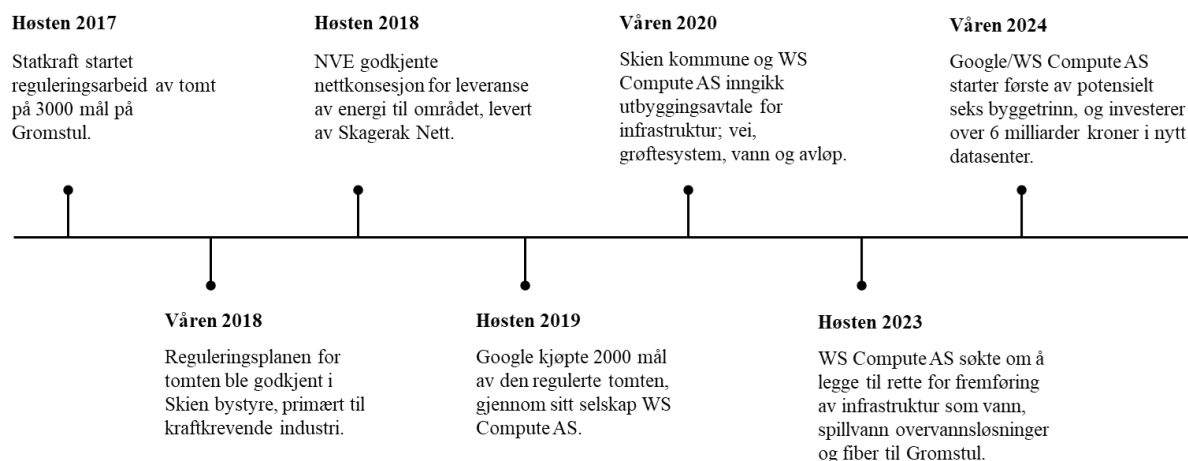 Høsten 2017
Statkraft startet
reguleringsarbeid av tomt
på 3000 mål på
Gromstul.
Våren 2018
Reguleringsplanen for
tomten ble godkjent i
Skien bystyre, primært til
kraftkrevende industri.
Høsten 2018
NVE godkjente
nettkonsesjon for leveranse
av energi til området, levert
av Skagerak Nett.
Høsten 2019
Google kjøpte 2000 mål
av den regulerte tomten,
gjennom sitt selskap WS
Compute AS.
Våren 2020
Skien kommune og WS
Compute AS inngikk
utbyggingsavtale for
infrastruktur; vei,
grøftesystem, vann og avløp.
Høsten 2023
WS Compute AS søkte om å
legge til rette for fremføring
av infrastruktur som vann,
spillvann overvannsløsninger
og fiber til Gromstul.
Våren 2024
Google/WS Compute AS
starter første av potensielt
seks byggetrinn, og investerer
over 6 milliarder kroner i nytt
datasenter.